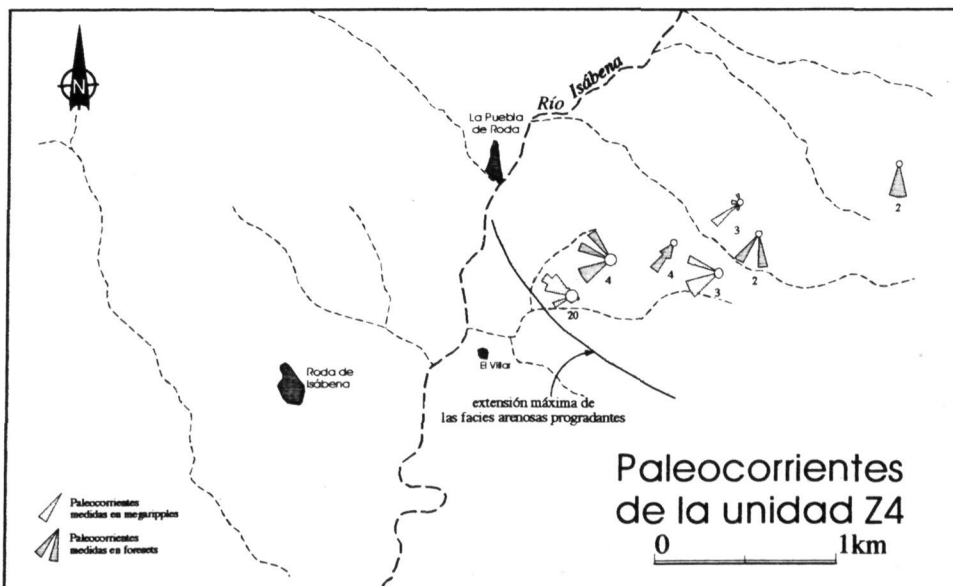 N
Río Isábena
La Puebla
de Roda
2
3
4
4
3
2
20
El Villar
Roda de
Isábena
extensión máxima de
las facies arenosas progradantes
Paleocorrientes
medidas en megaripples
Paleocorrientes
medidas en foresets
Paleocorrientes
de la unidad Z4
0 1km